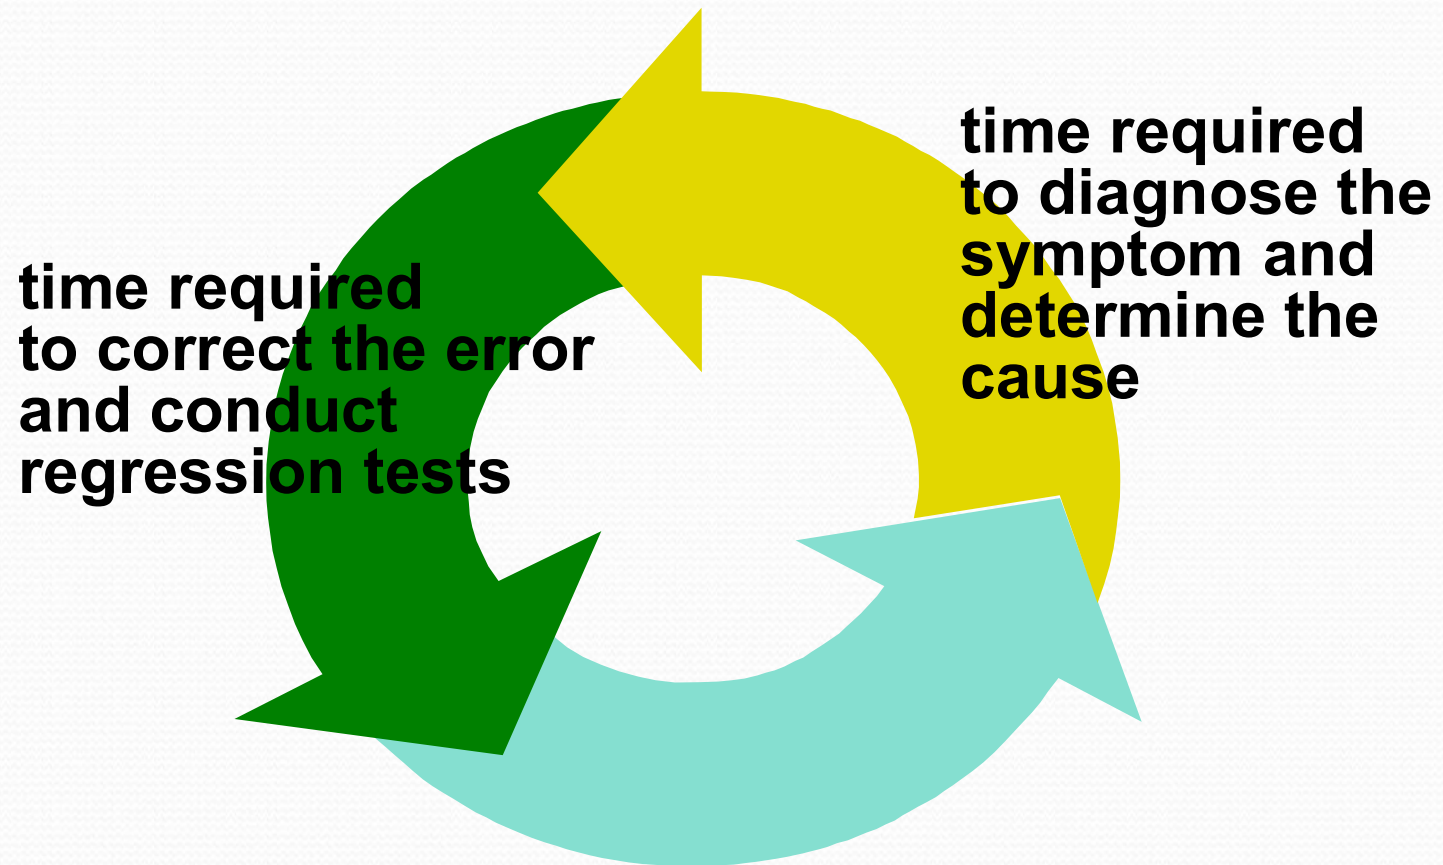 time required
to diagnose the
symptom and
determine the
cause
time required
to correct the error
and conduct
regression tests